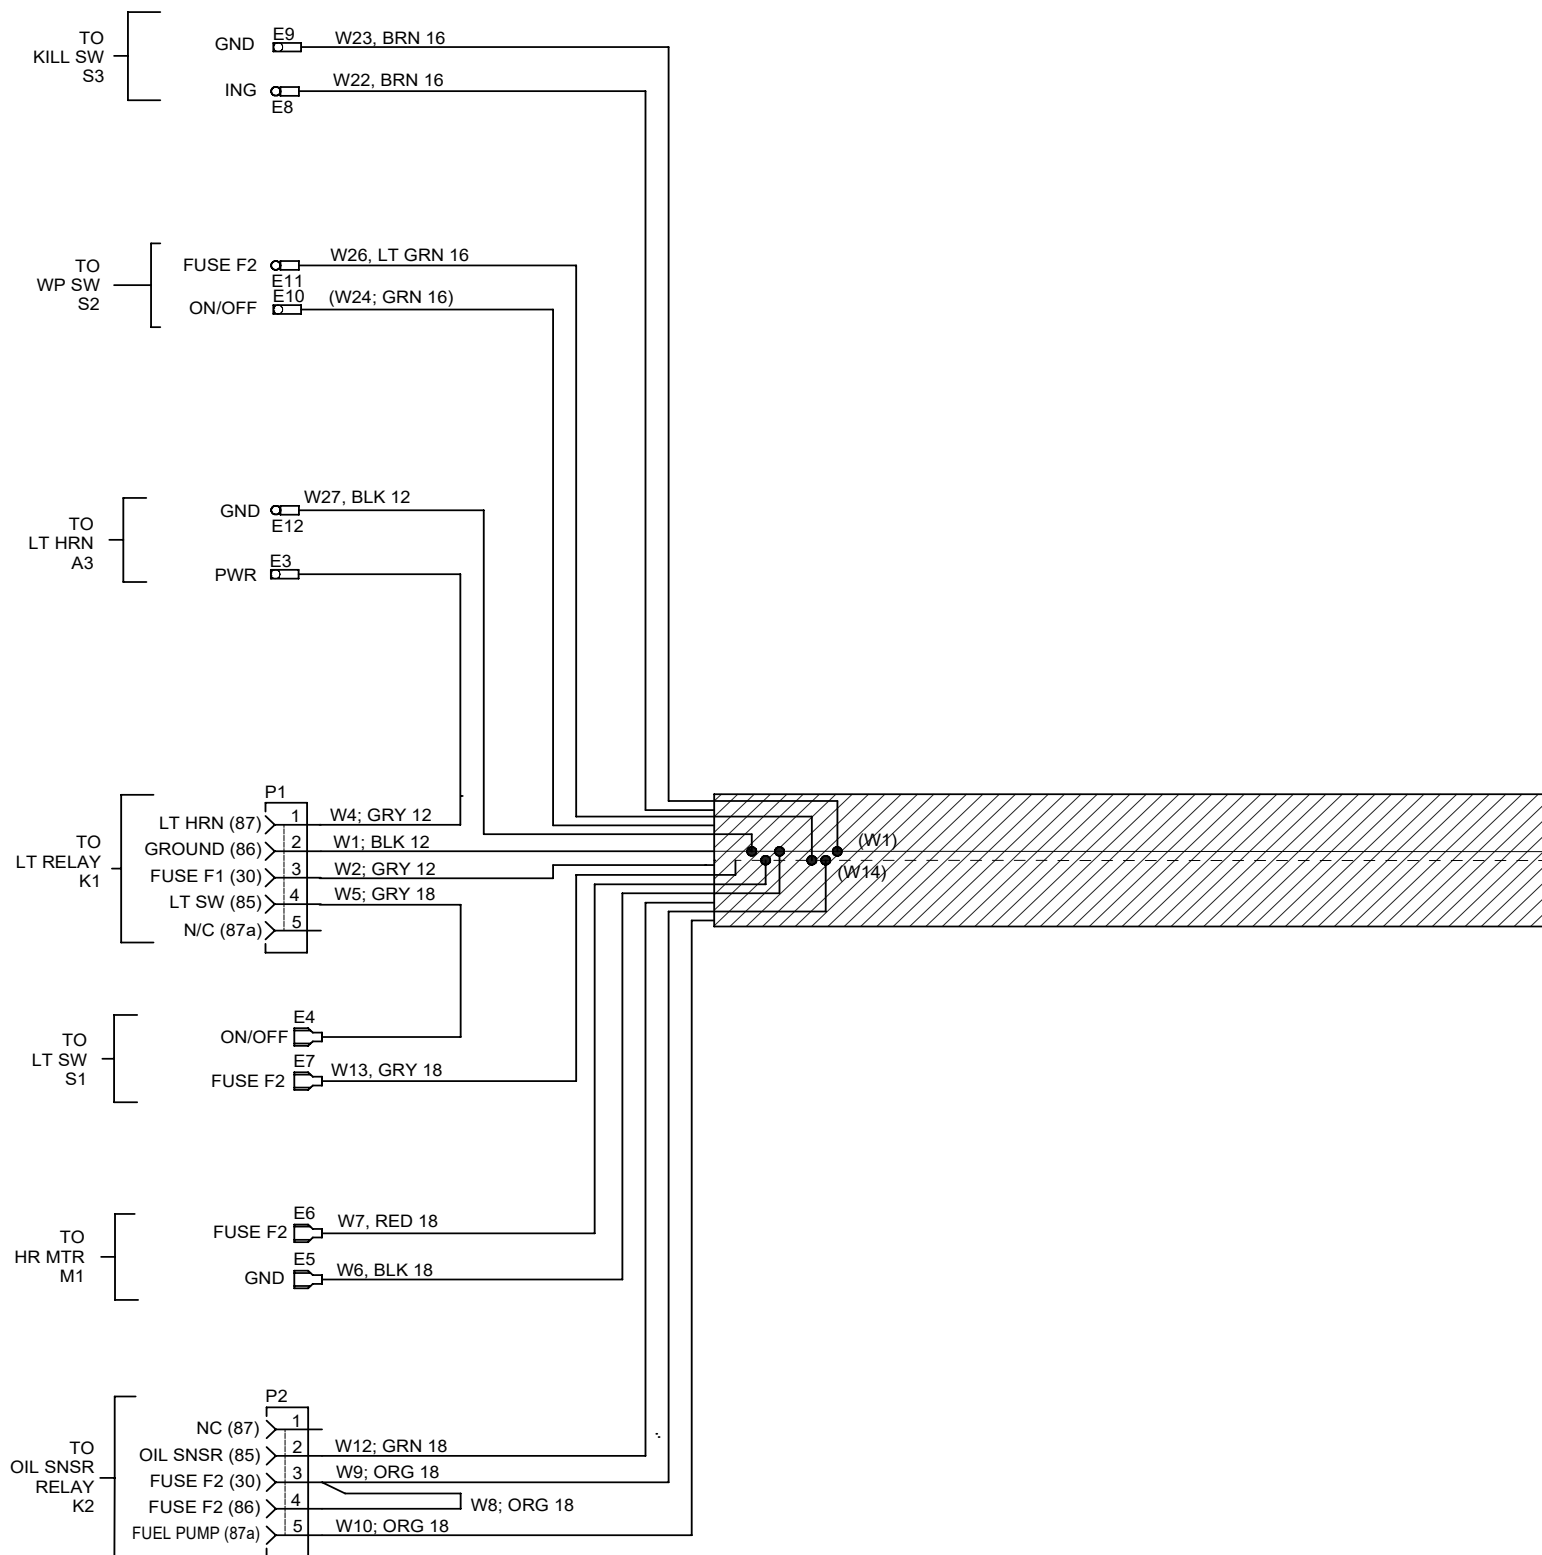 TO
KILL SW
S3
GND
E9
W23, BRN 16
ING
E8
W22, BRN 16
TO
WP SW
S2
FUSE F2
E11
W26, LT GRN 16
ON/OFF
E10
(W24; GRN 16)
TO
LT HRN
A3
GND
E12
W27, BLK 12
PWR
E3
TO
LT RELAY
K1
P1
LT HRN (87)
1
W4; GRY 12
GROUND (86)
2
W1; BLK 12
FUSE F1 (30)
3
W2; GRY 12
LT SW (85)
4
W5; GRY 18
N/C (87a)
5
(W1)
(W14)
TO
LT SW
S1
ON/OFF
E4
FUSE F2
E7
W13, GRY 18
TO
HR MTR
M1
FUSE F2
E6
W7, RED 18
GND
E5
W6, BLK 18
TO
OIL SNSR
RELAY
K2
P2
NC (87)
1
OIL SNSR (85)
2
W12; GRN 18
FUSE F2 (30)
3
W9; ORG 18
FUSE F2 (86)
4
W8; ORG 18
FUEL PUMP (87a)
5
W10; ORG 18